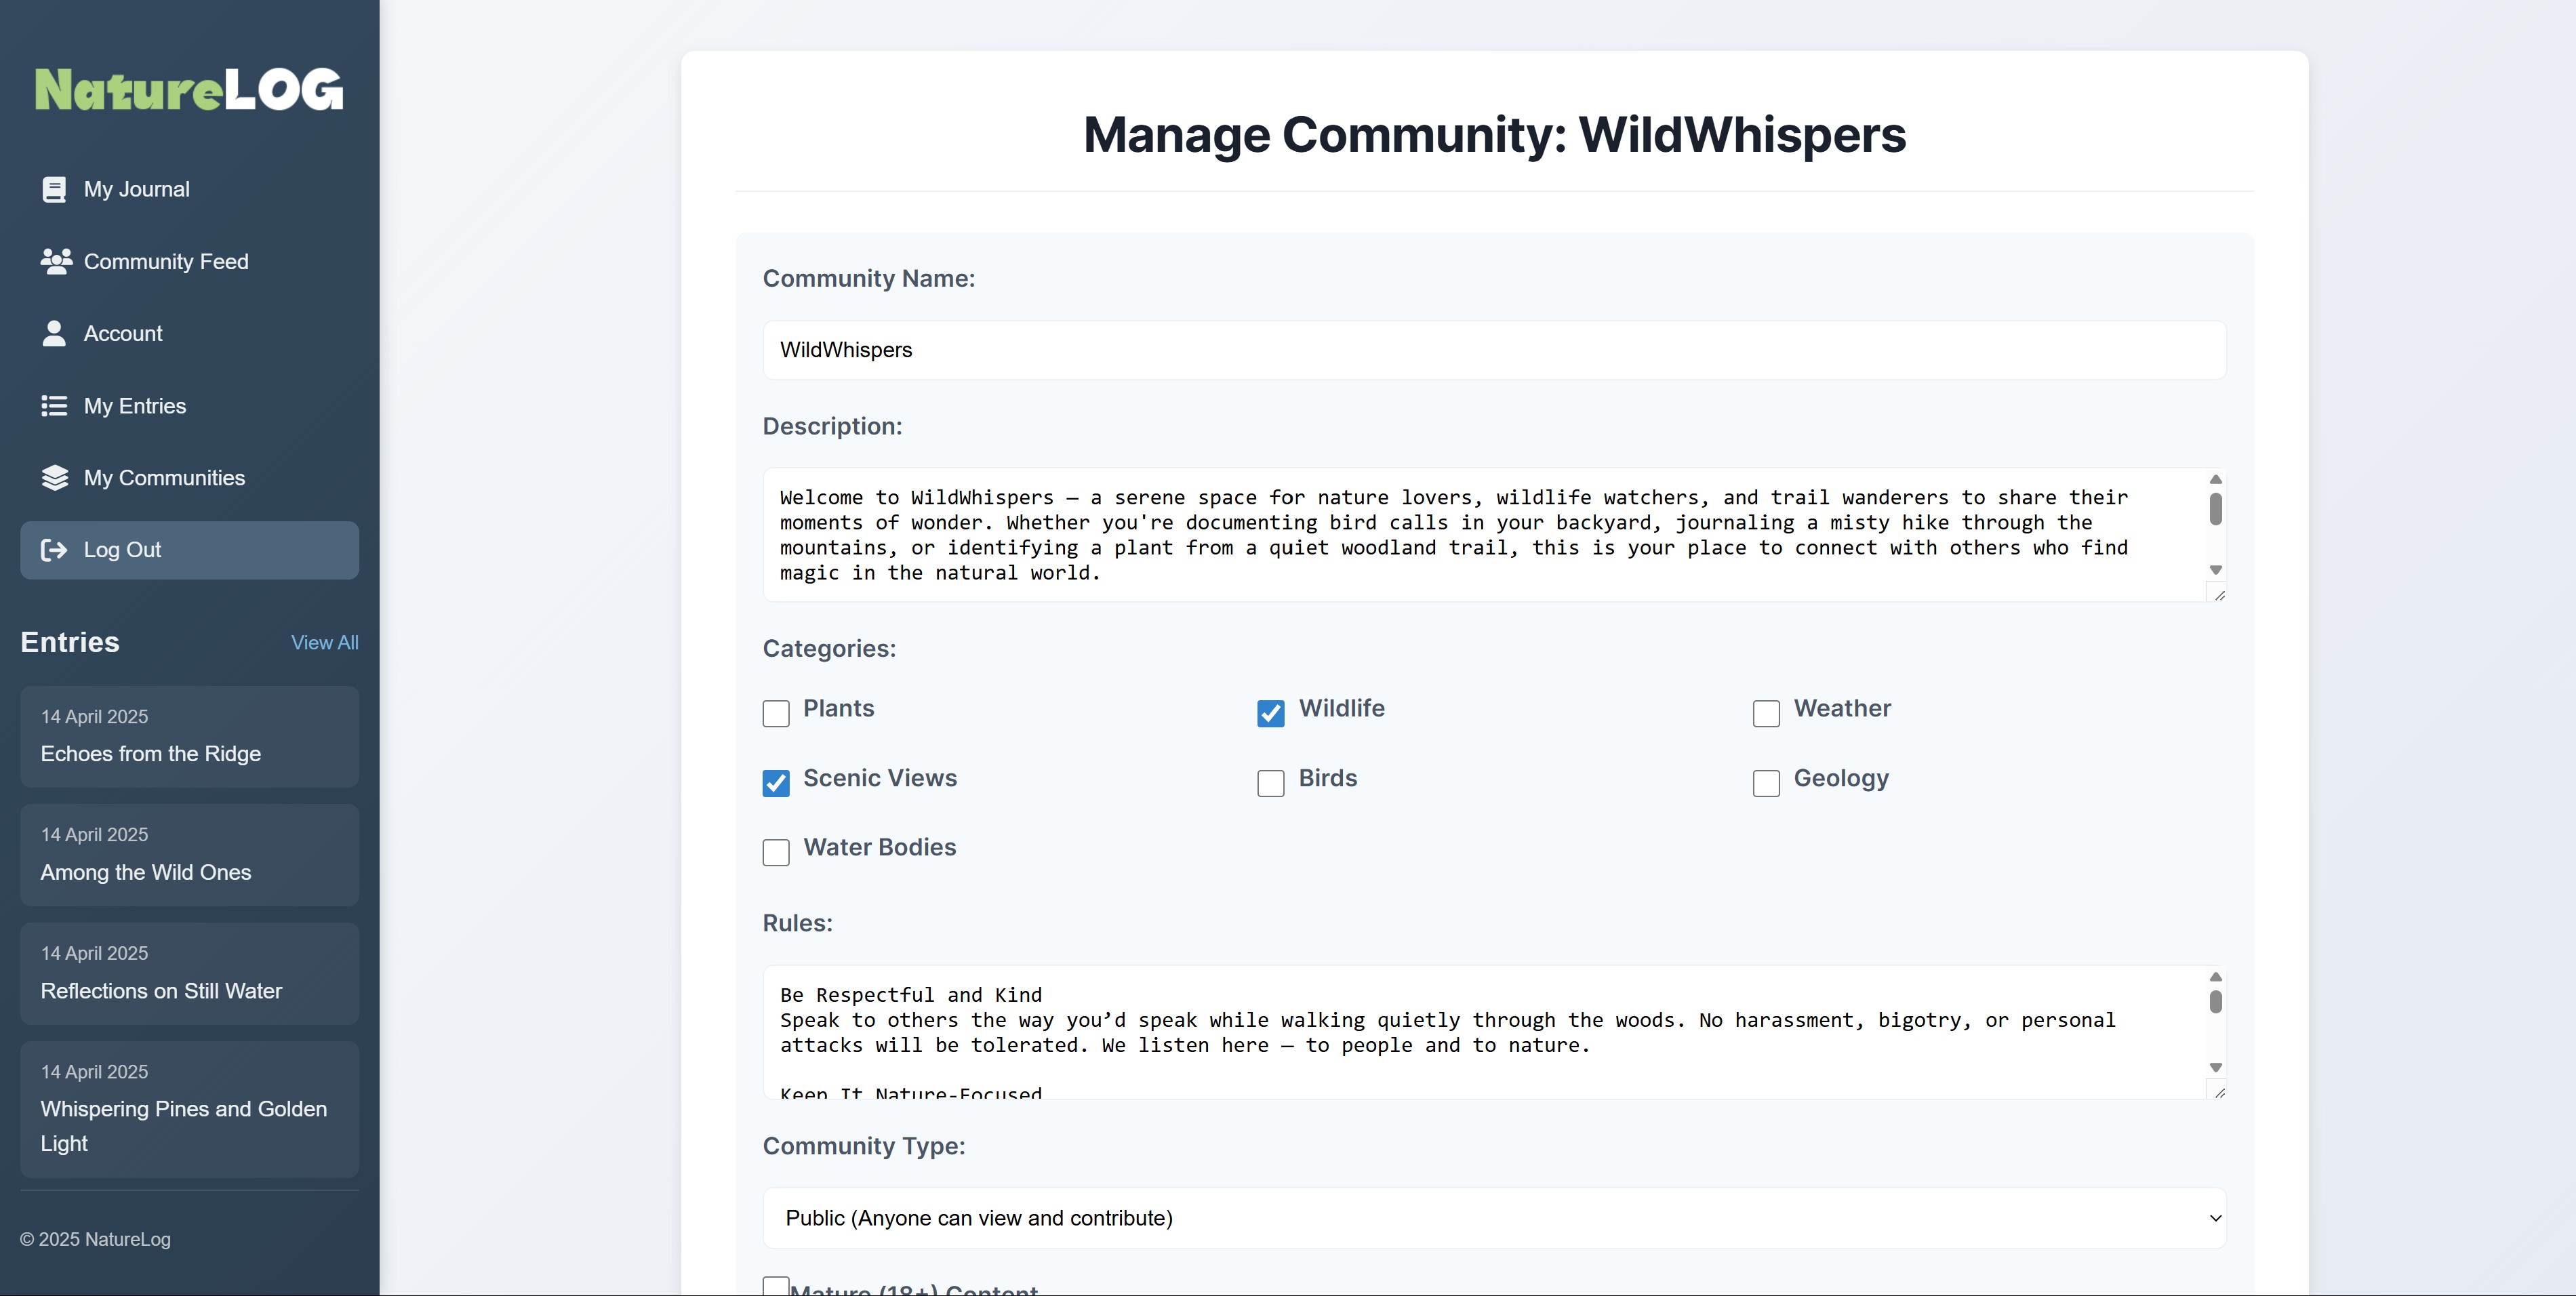 NatureLOG
My Journal
Community Feed
Account
My Entries
My Communities
Log Out
Entries
View All
14 April 2025
Echoes from the Ridge
14 April 2025
Among the Wild Ones
14 April 2025
Reflections on Still Water
14 April 2025
Whispering Pines and Golden
Light
© 2025 NatureLog
Manage Community: WildWhispers
Community Name:
WildWhispers
Description:
Welcome to WildWhispers — a serene space for nature lovers, wildlife watchers, and trail wanderers to share their
moments of wonder. Whether you're documenting bird calls in your backyard, journaling a misty hike through the
mountains, or identifying a plant from a quiet woodland trail, this is your place to connect with others who find
magic in the natural world.
Categories:
Plants
Wildlife
Weather
Scenic Views
Birds
Geology
Water Bodies
Rules:
Be Respectful and Kind
Speak to others the way you’d speak while walking quietly through the woods. No harassment, bigotry, or personal
attacks will be tolerated. We listen here — to people and to nature.
Keep It Nature-Focused
Community Type:
Public (Anyone can view and contribute)
Mature (18+) Content